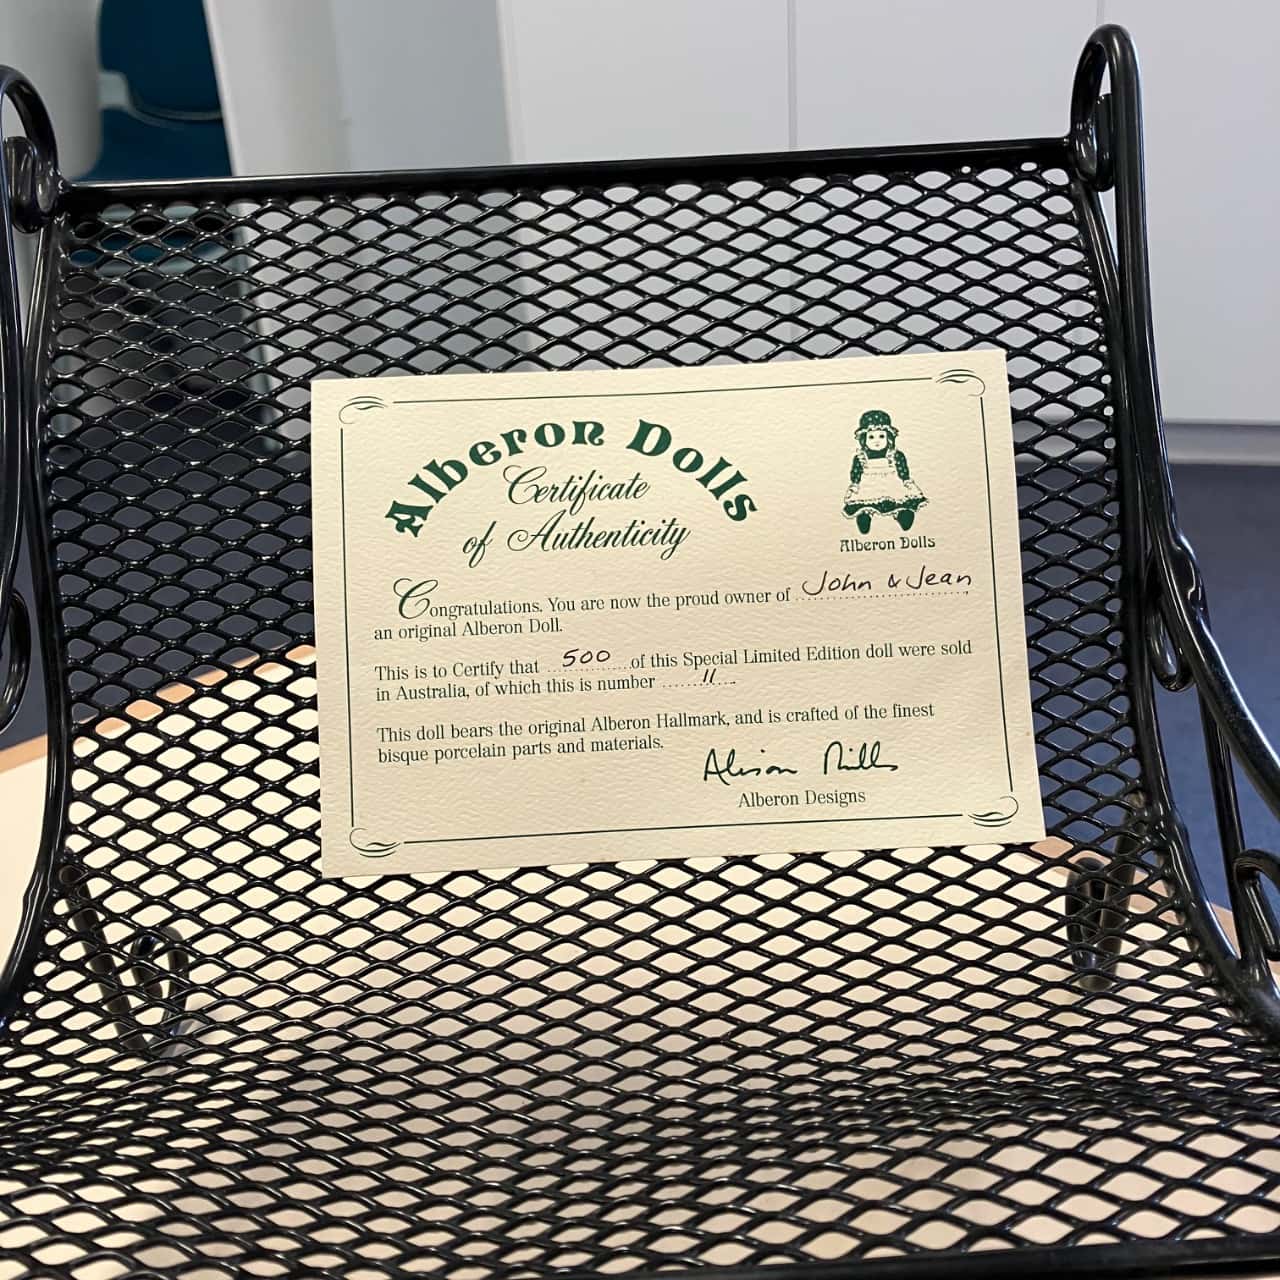 Alberon Dolls
Certificate
of Authenticity
Alberon Dolls
Congratulations. You are now the proud owner of John & Jean,
an original Alberon Doll.
This is to Certify that 500 of this Special Limited Edition doll were sold
in Australia, of which this is number 11
This doll bears the original Alberon Hallmark, and is crafted of the finest
bisque porcelain parts and materials.
Alison Mills
Alberon Designs